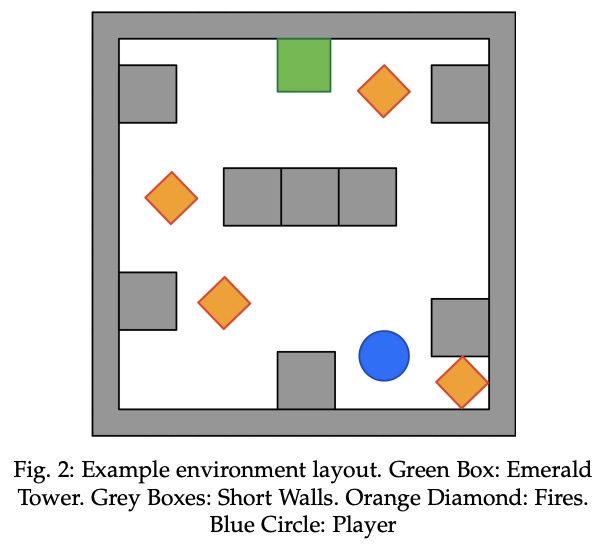 Fig. 2: Example environment layout. Green Box: Emerald
Tower. Grey Boxes: Short Walls. Orange Diamond: Fires.
Blue Circle: Player